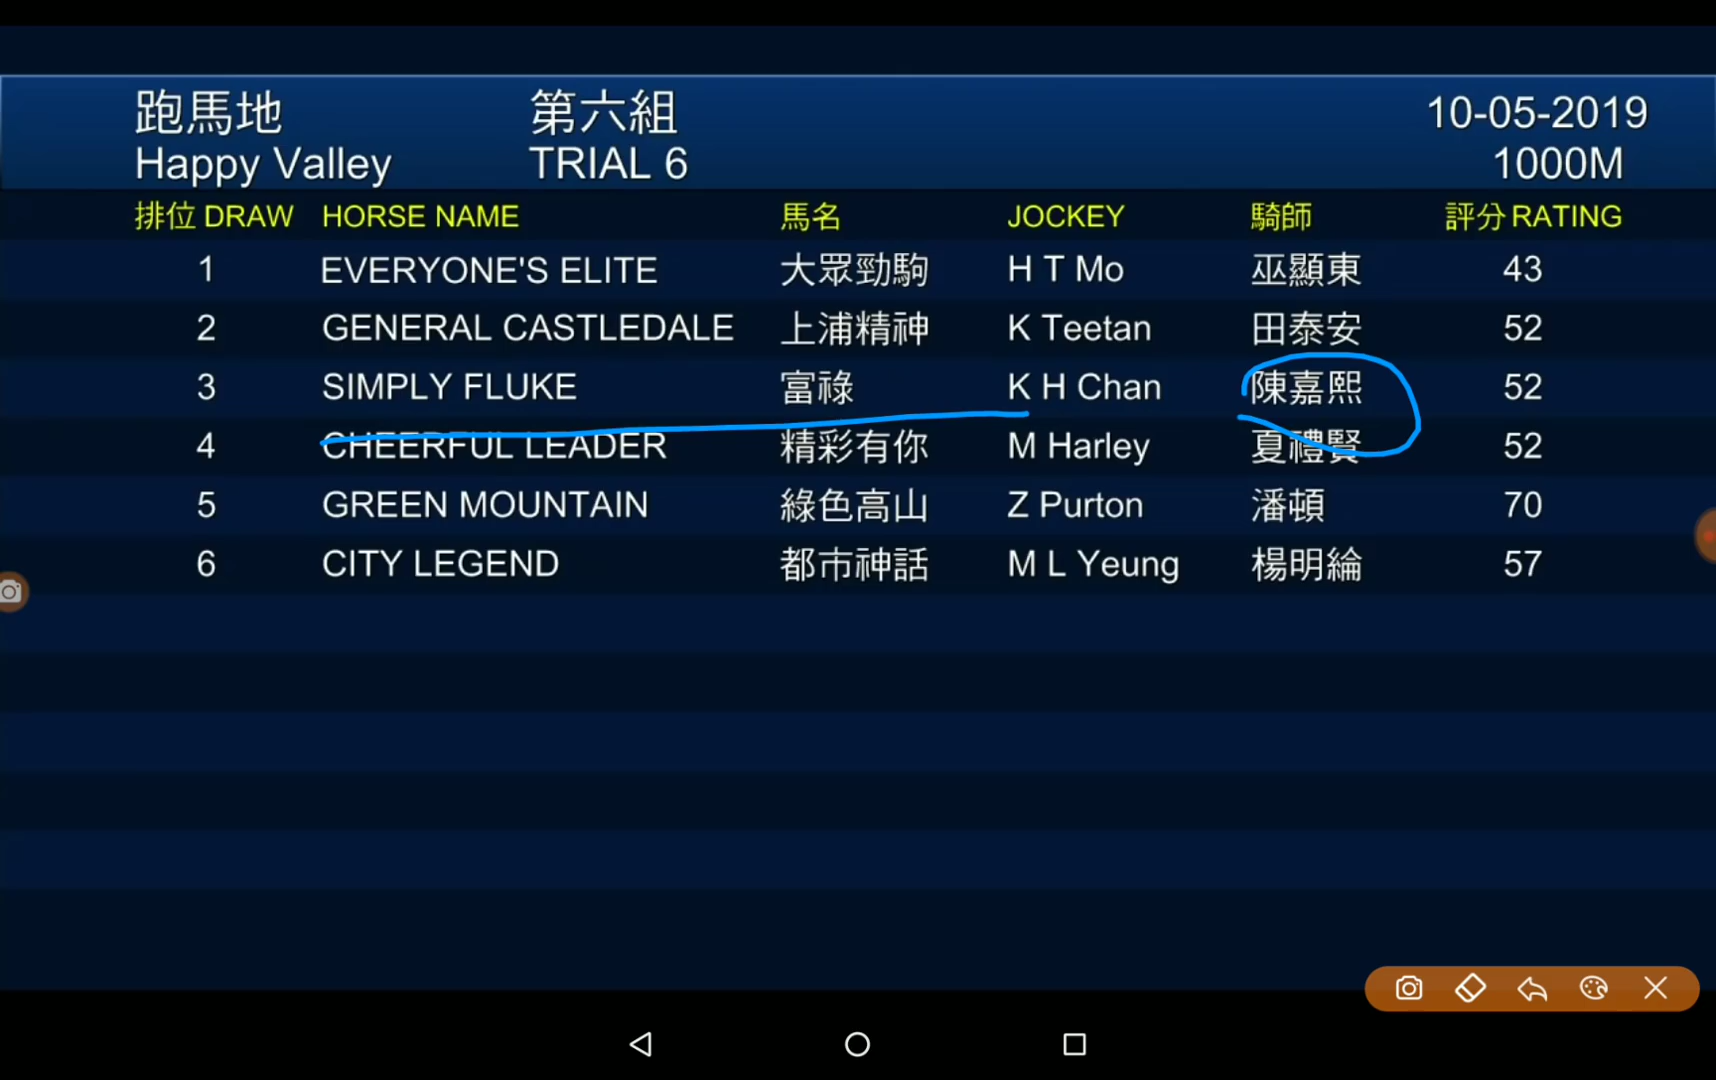 跑馬地 第六組 10-05-2019
Happy Valley TRIAL 6 1000M
排位 DRAW HORSE NAME 馬名 JOCKEY 騎師 評分 RATING
1 EVERYONE'S ELITE 大眾勁駒 H T Mo 巫顯東 43
2 GENERAL CASTLEDALE 上浦精神 K Teetan 田泰安 52
3 SIMPLY FLUKE 富祿 K H Chan 陳嘉熙 52
4 CHEERFUL LEADER 精彩有你 M Harley 夏禮賢 52
5 GREEN MOUNTAIN 綠色高山 Z Purton 潘頓 70
6 CITY LEGEND 都市神話 M L Yeung 楊明綸 57